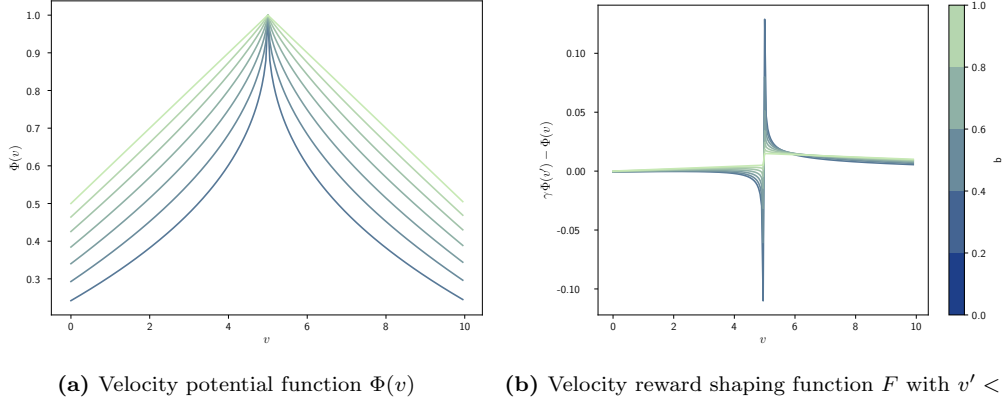 1.0
0.9
0.8
0.7
0.6
0.5
0.4
0.3
Φ(v)
0 2 4 6 8 10
v
0.10
0.05
0.00
-0.05
-0.10
γΦ(v′) − Φ(v)
0 2 4 6 8 10
v
1.0
0.8
0.6
0.4
0.2
0.0
b
(a) Velocity potential function Φ(v)
(b) Velocity reward shaping function F with v′ <